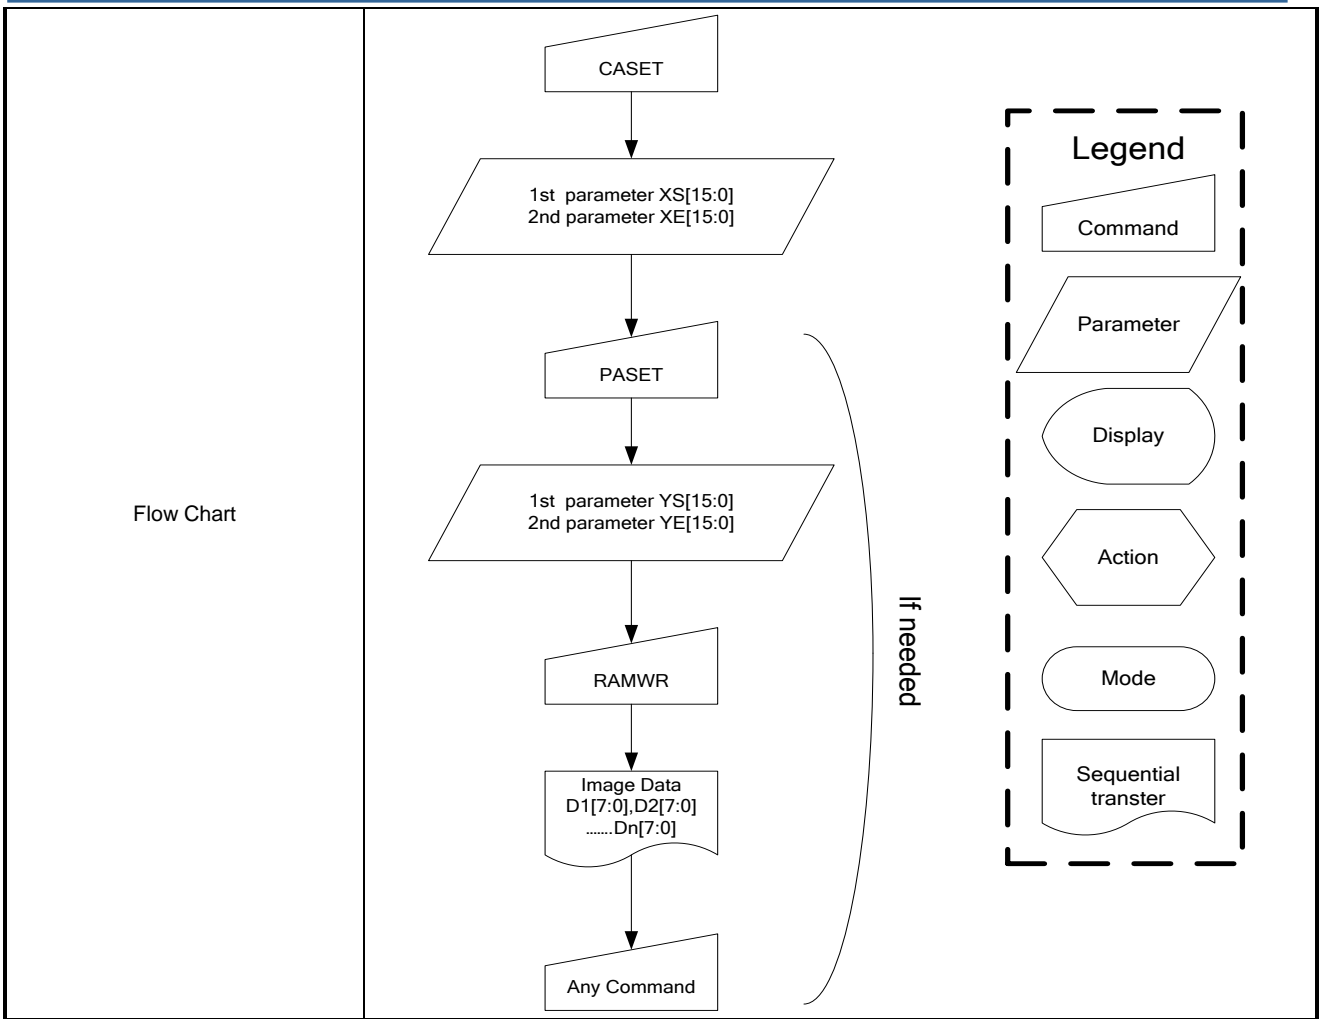 Flow Chart
CASET
1st parameter XS[15:0]
2nd parameter XE[15:0]
PASET
1st parameter YS[15:0]
2nd parameter YE[15:0]
RAMWR
Image Data
D1[7:0],D2[7:0]
.......Dn[7:0]
Any Command
If needed
Legend
Command
Parameter
Display
Action
Mode
Sequential
transter